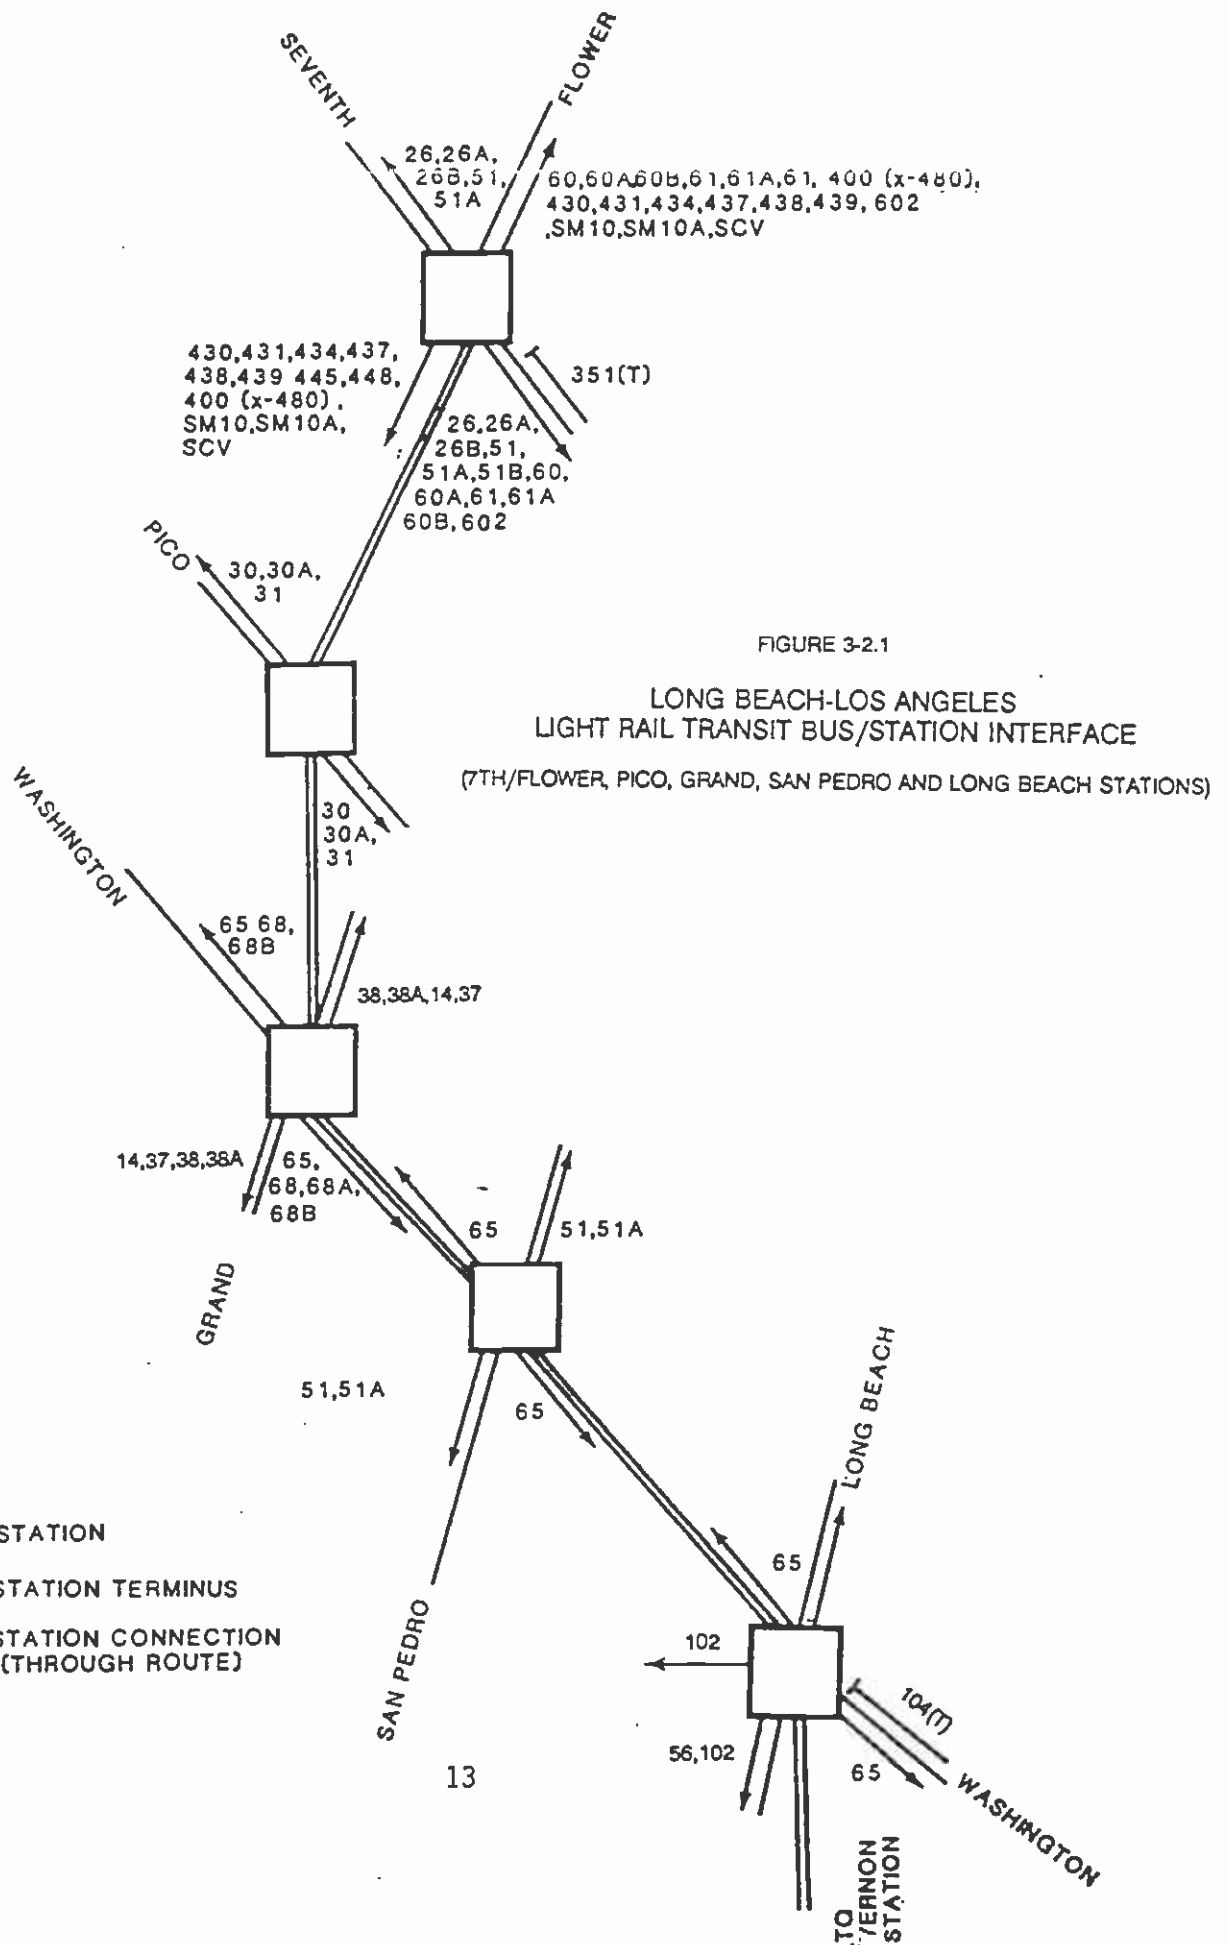 SEVENTH
FLOWER
26,26A,
26B,51,
51A
60,60A60B,61,61A,61, 400 (x-480),
430,431,434,437,438,439,602
,SM10,SM10A,SCV
430,431,434,437,
438,439 445,448,
400 (x-480),
SM10,SM10A,
SCV
351(T)
26,26A,
26B,51,
51A,51B,60,
60A,61,61A
60B,602
PICO
30,30A,
31
FIGURE 3-2.1
LONG BEACH-LOS ANGELES
LIGHT RAIL TRANSIT BUS/STATION INTERFACE
(7TH/FLOWER, PICO, GRAND, SAN PEDRO AND LONG BEACH STATIONS)
30
30A,
31
WASHINGTON
65 68,
68B
38,38A,14,37
14,37,38,38A
65,
68,68A,
68B
GRAND
65
51,51A
51,51A
65
LONG BEACH
STATION
STATION TERMINUS
STATION CONNECTION
(THROUGH ROUTE)
65
SAN PEDRO
102
104(T)
56,102
65
WASHINGTON
13
TO
VERNON
STATION